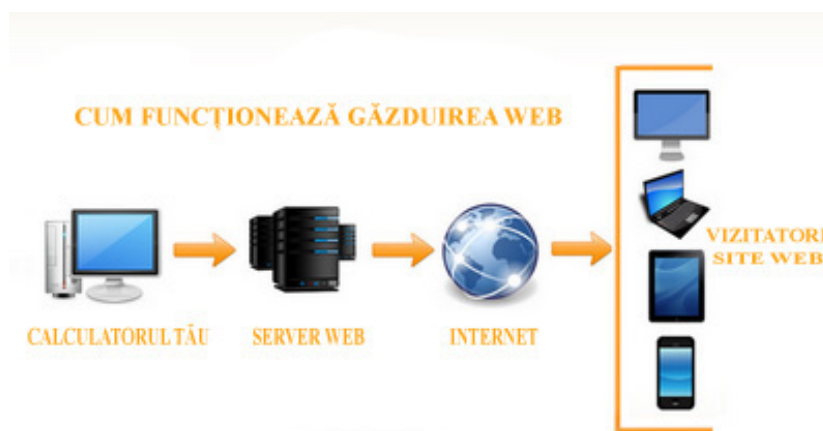 CUM FUNCȚIONEAZĂ GĂZDUIREA WEB
CALCULATORUL TĂU
SERVER WEB
INTERNET
VIZITATORI
SITE WEB